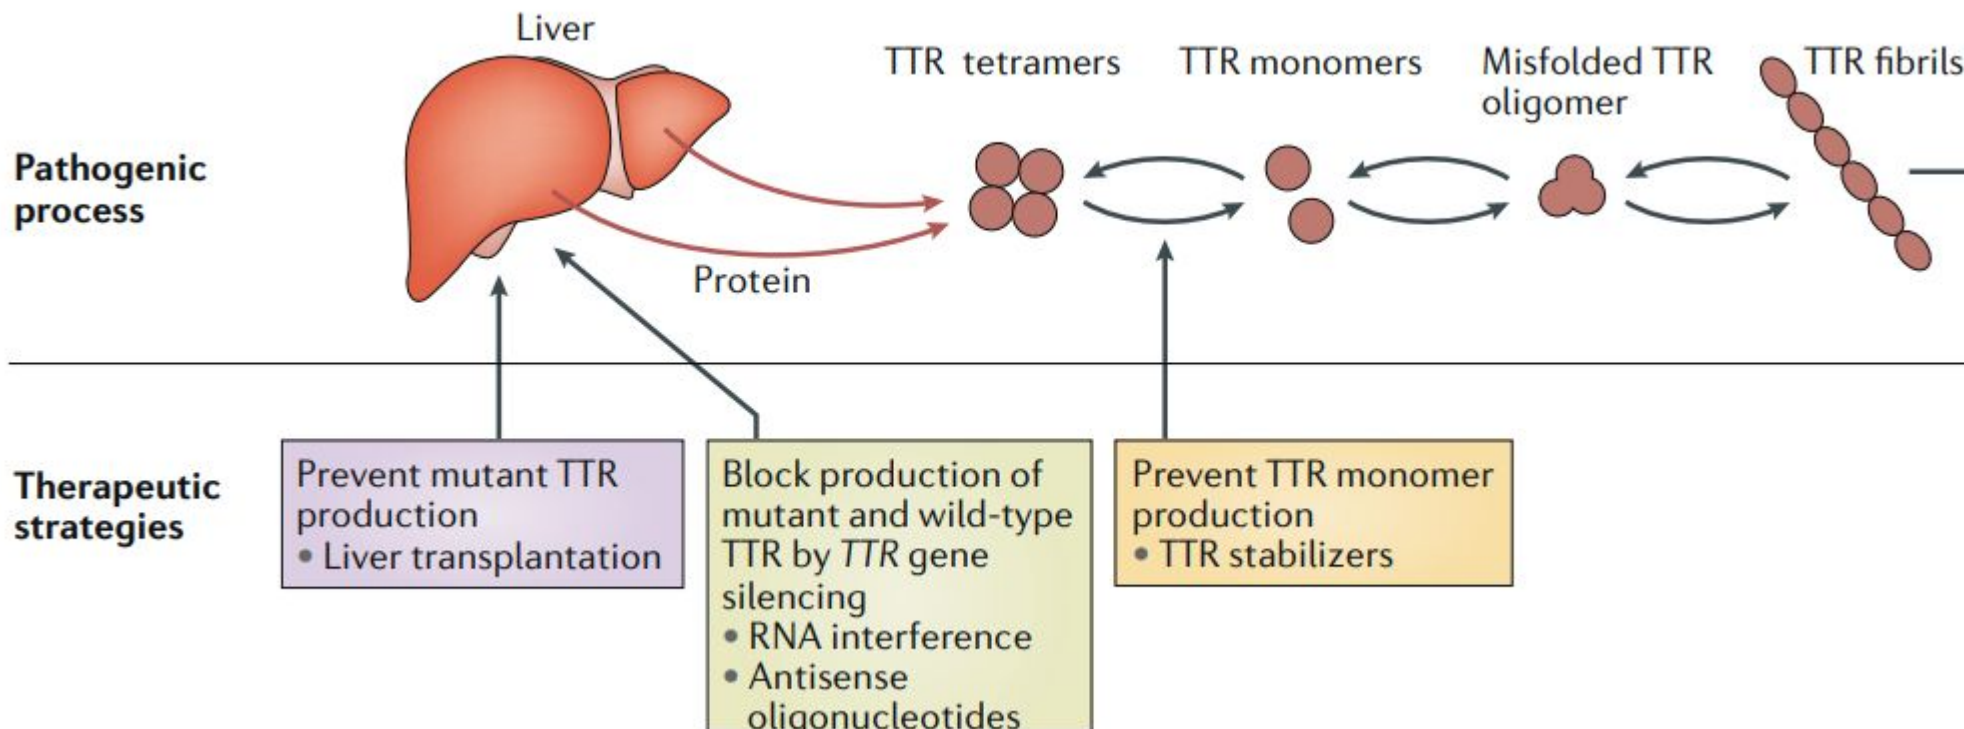 Liver
TTR tetramers
TTR monomers
Misfolded TTR
oligomer
TTR fibrils
Pathogenic
process
Protein
Therapeutic
strategies
Prevent mutant TTR
production
• Liver transplantation
Block production of
mutant and wild-type
TTR by TTR gene
silencing
• RNA interference
• Antisense
oligonucleotides
Prevent TTR monomer
production
• TTR stabilizers